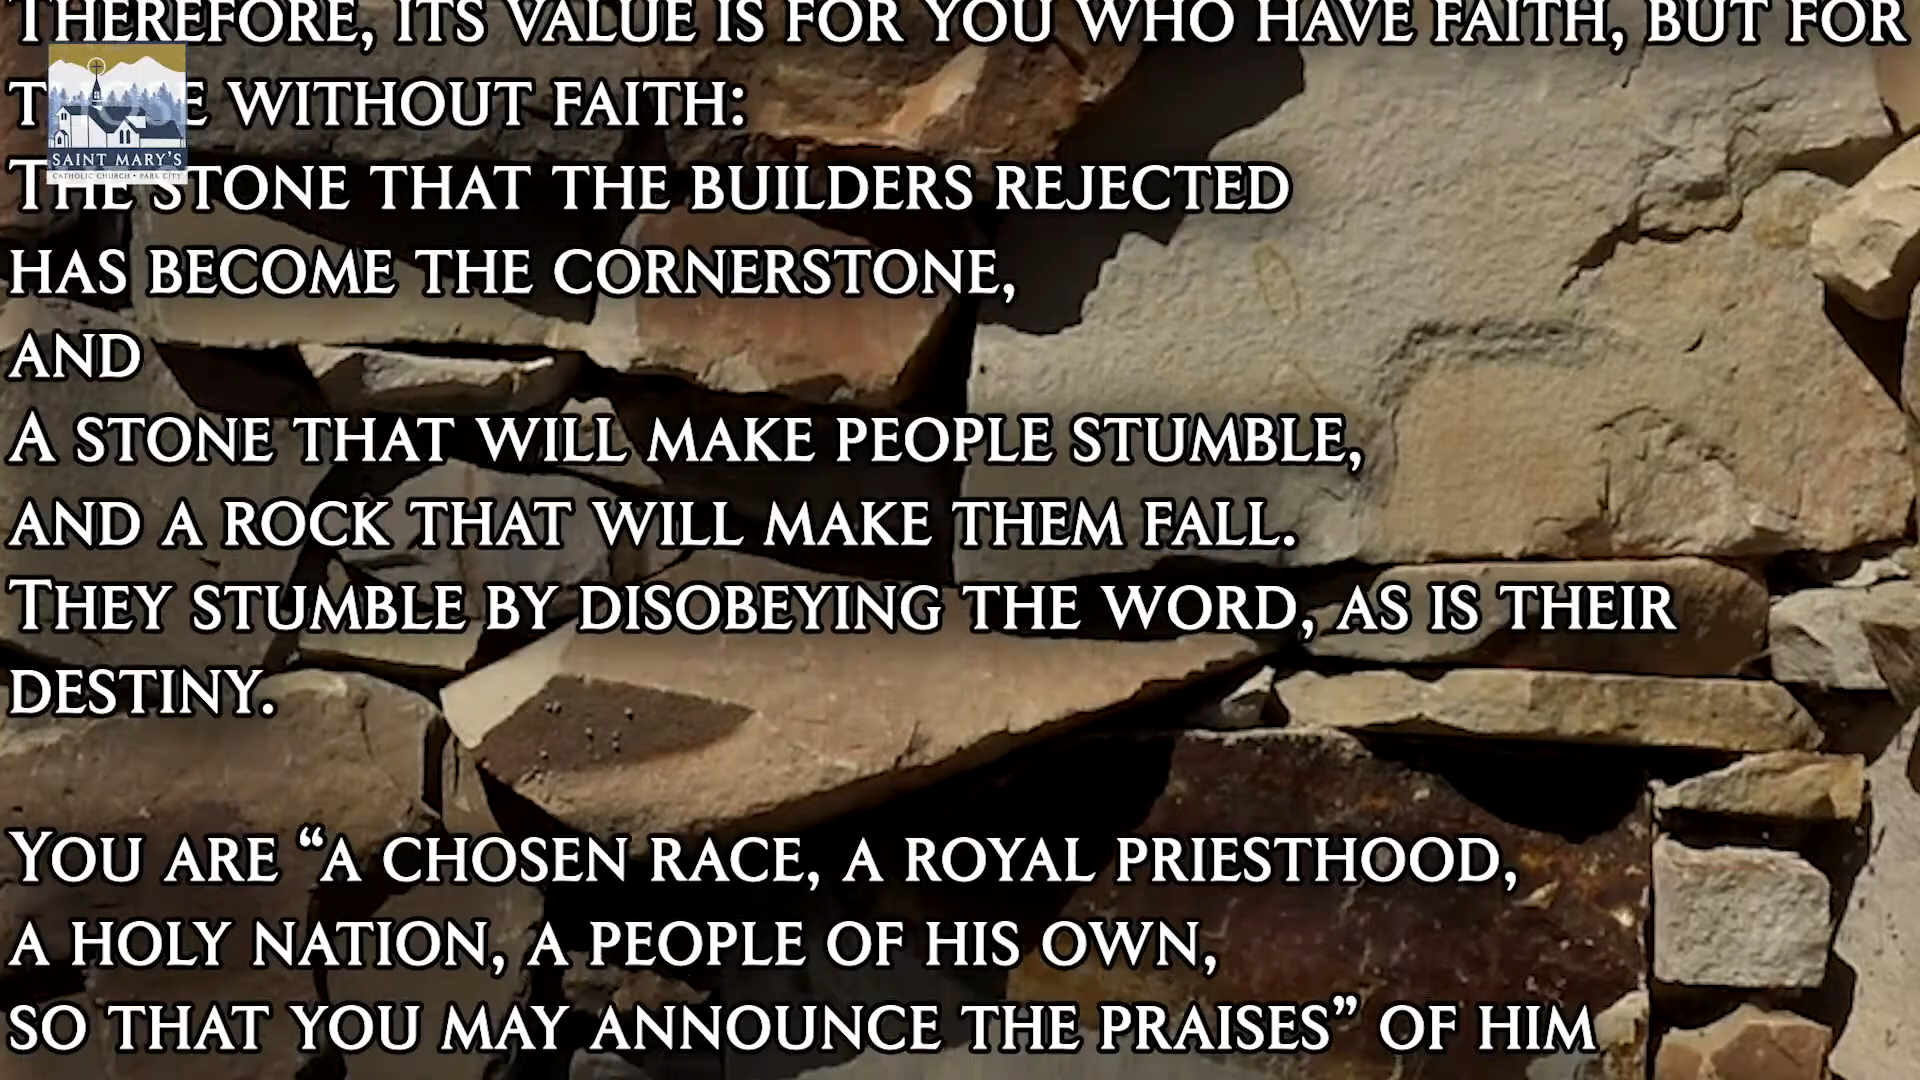 Therefore, its value is for you who have faith, but for
without faith:
The stone that the builders rejected
has become the cornerstone,
and
A stone that will make people stumble,
and a rock that will make them fall.
They stumble by disobeying the word, as is their
destiny.
You are “a chosen race, a royal priesthood,
a holy nation, a people of his own,
so that you may announce the praises” of him
SAINT MARY'S
CATHOLIC CHURCH • PARK CITY